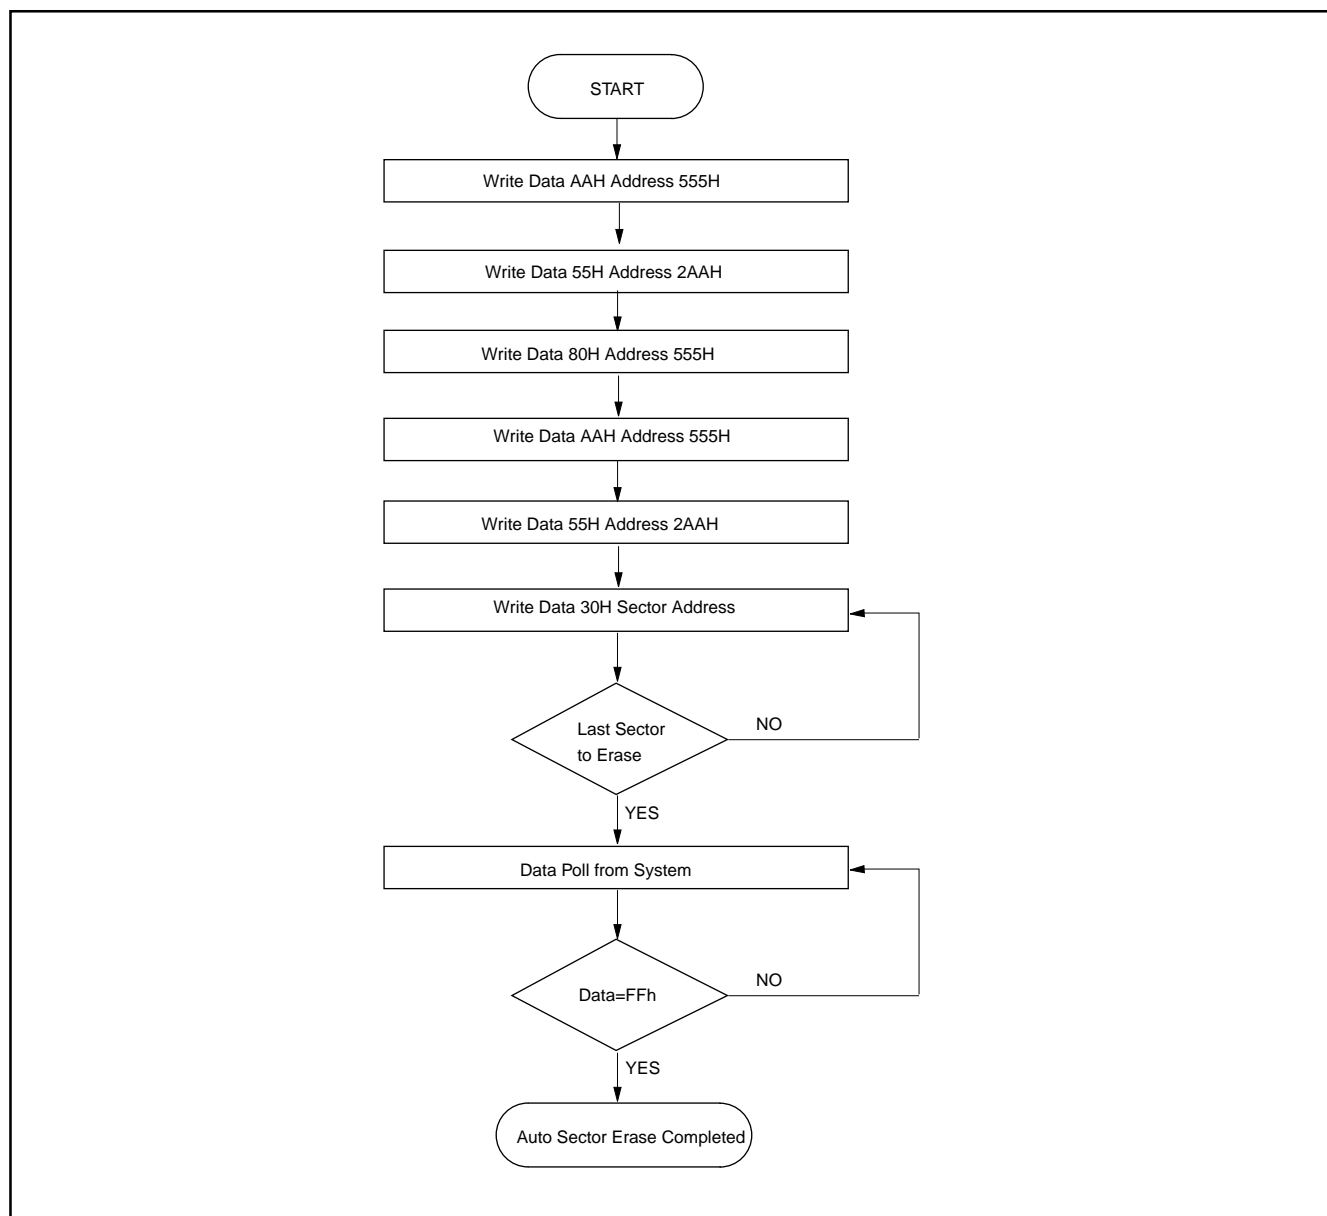 START
Write Data AAH Address 555H
Write Data 55H Address 2AAH
Write Data 80H Address 555H
Write Data AAH Address 555H
Write Data 55H Address 2AAH
Write Data 30H Sector Address
Last Sector
to Erase
NO
YES
Data Poll from System
Data=FFh
NO
YES
Auto Sector Erase Completed